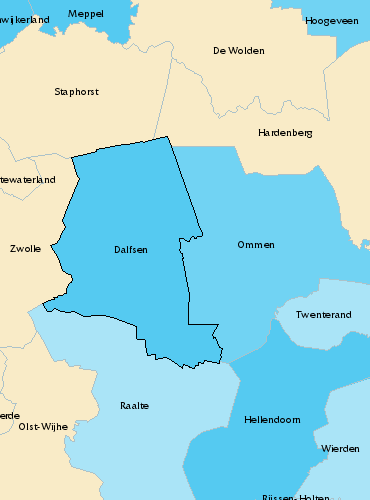 Meppel
wijkerland
Hoogeveen
De Wolden
Staphorst
Hardenberg
tewaterland
Zwolle
Dalfsen
Ommen
Twenterand
Raalte
erde
Olst-Wijhe
Hellendoorn
Wierden
Rijssen-Holten